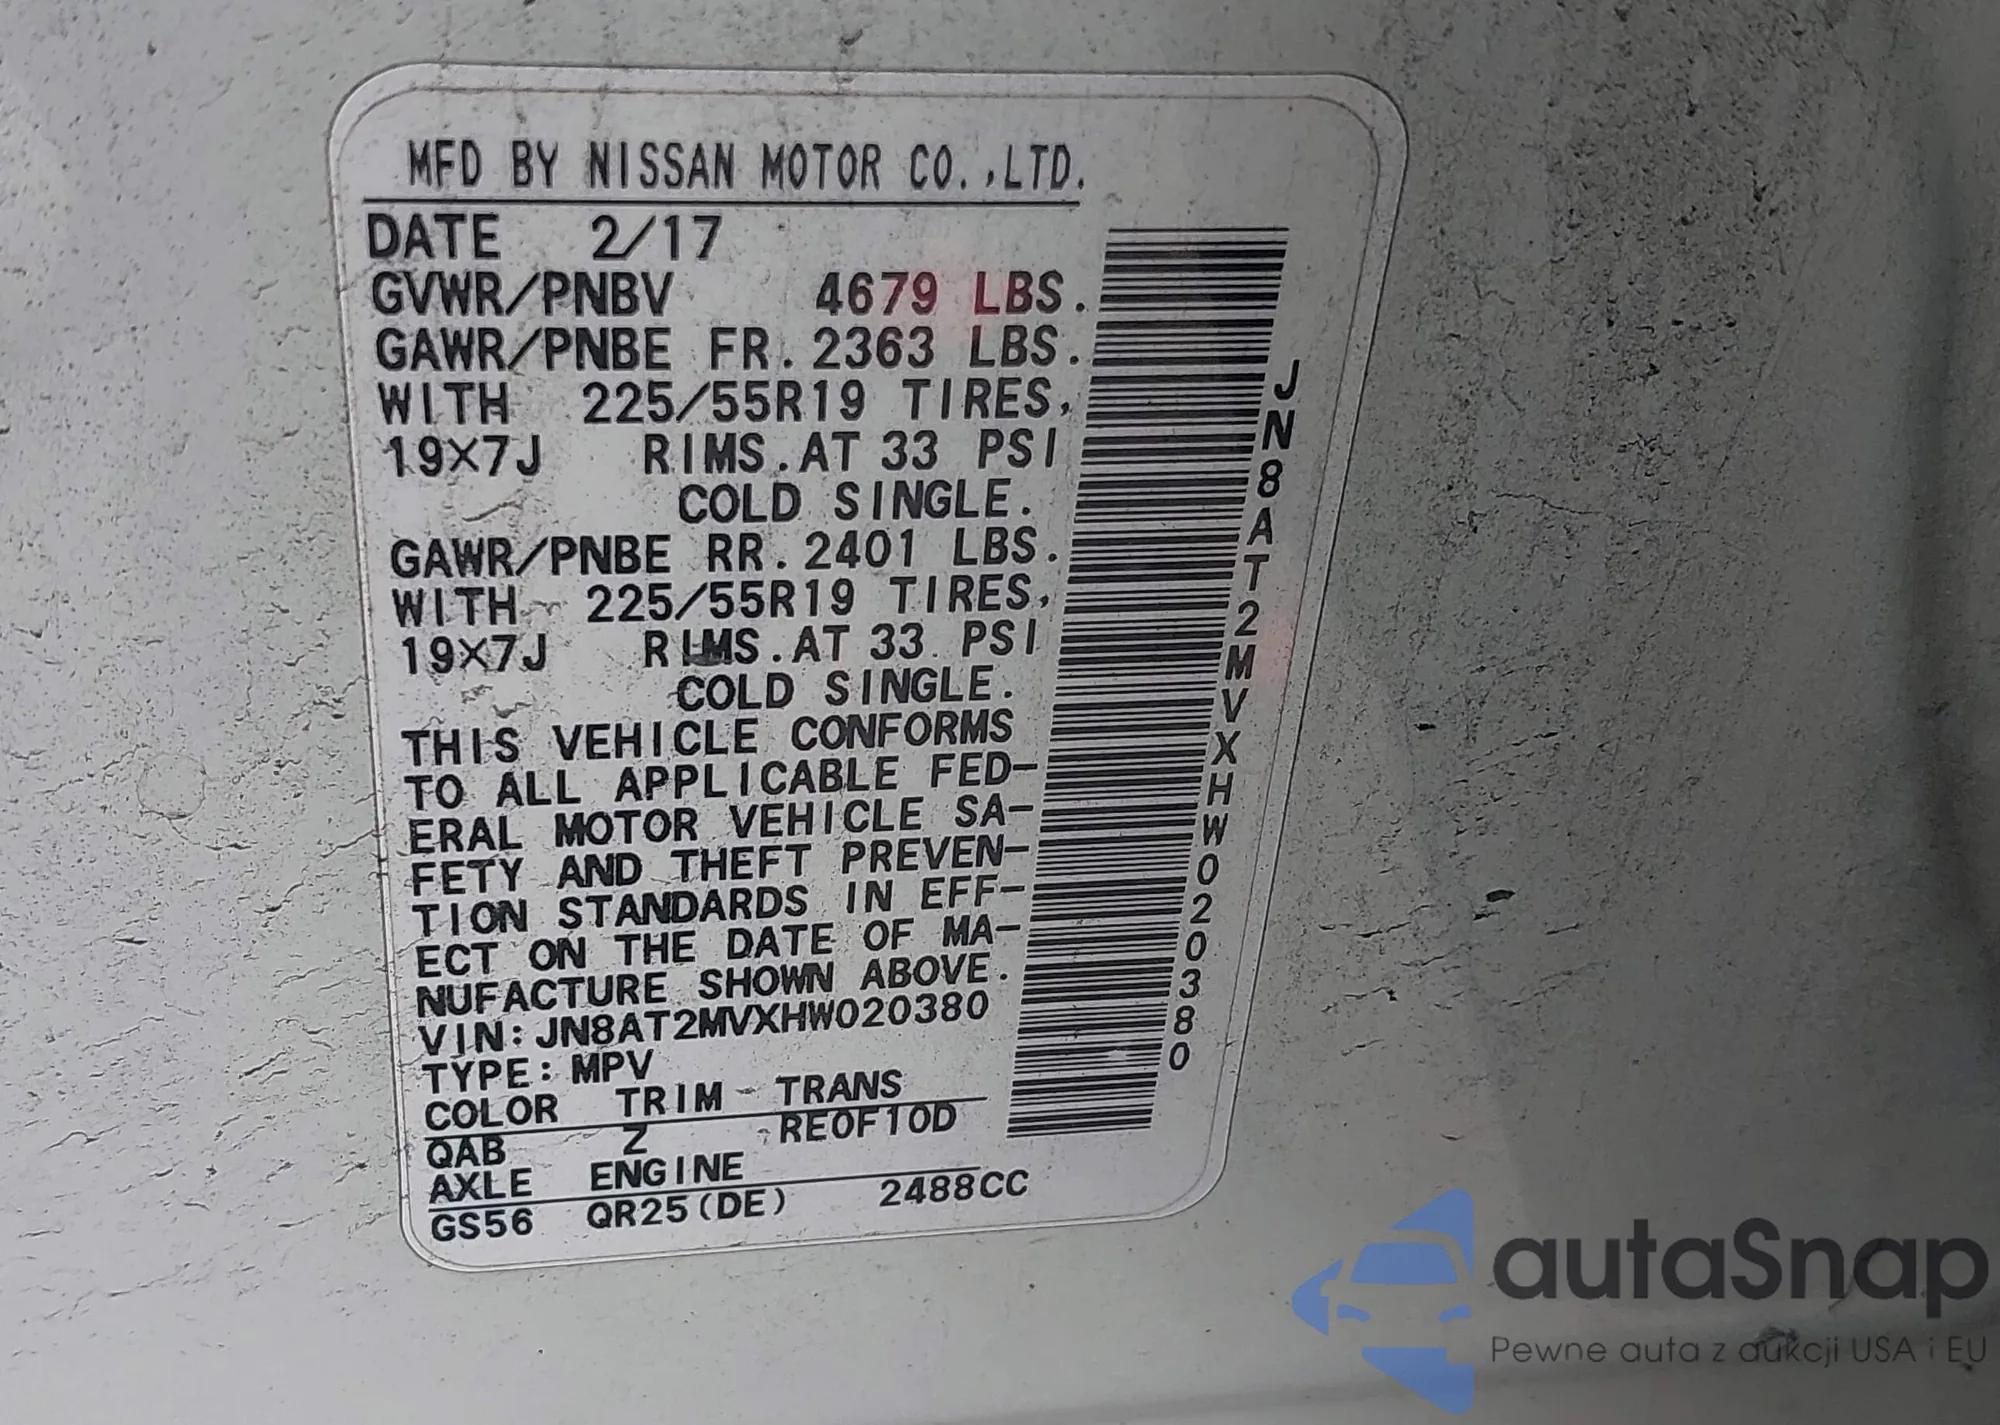 MFD BY NISSAN MOTOR CO.,LTD.
DATE 2/17
GVWR/PNBV 4679 LBS.
GAWR/PNBE FR. 2363 LBS.
WITH 225/55R19 TIRES,
19X7J RIMS.AT 33 PSI
COLD SINGLE.
GAWR/PNBE RR. 2401 LBS.
WITH 225/55R19 TIRES,
19X7J RIMS.AT 33 PSI
COLD SINGLE.
THIS VEHICLE CONFORMS
TO ALL APPLICABLE FED-
ERAL MOTOR VEHICLE SA-
FETY AND THEFT PREVEN-
TION STANDARDS IN EFF-
ECT ON THE DATE OF MA-
NUFACTURE SHOWN ABOVE.
VIN:JN8AT2MVXHW020380
TYPE:MPV
COLOR TRIM TRANS
QAB Z RE0F10D
AXLE ENGINE
GS56 QR25(DE) 2488CC
JN8AT2MVXHW020380
autaSnap
Pewne auta z aukcji USA i EU